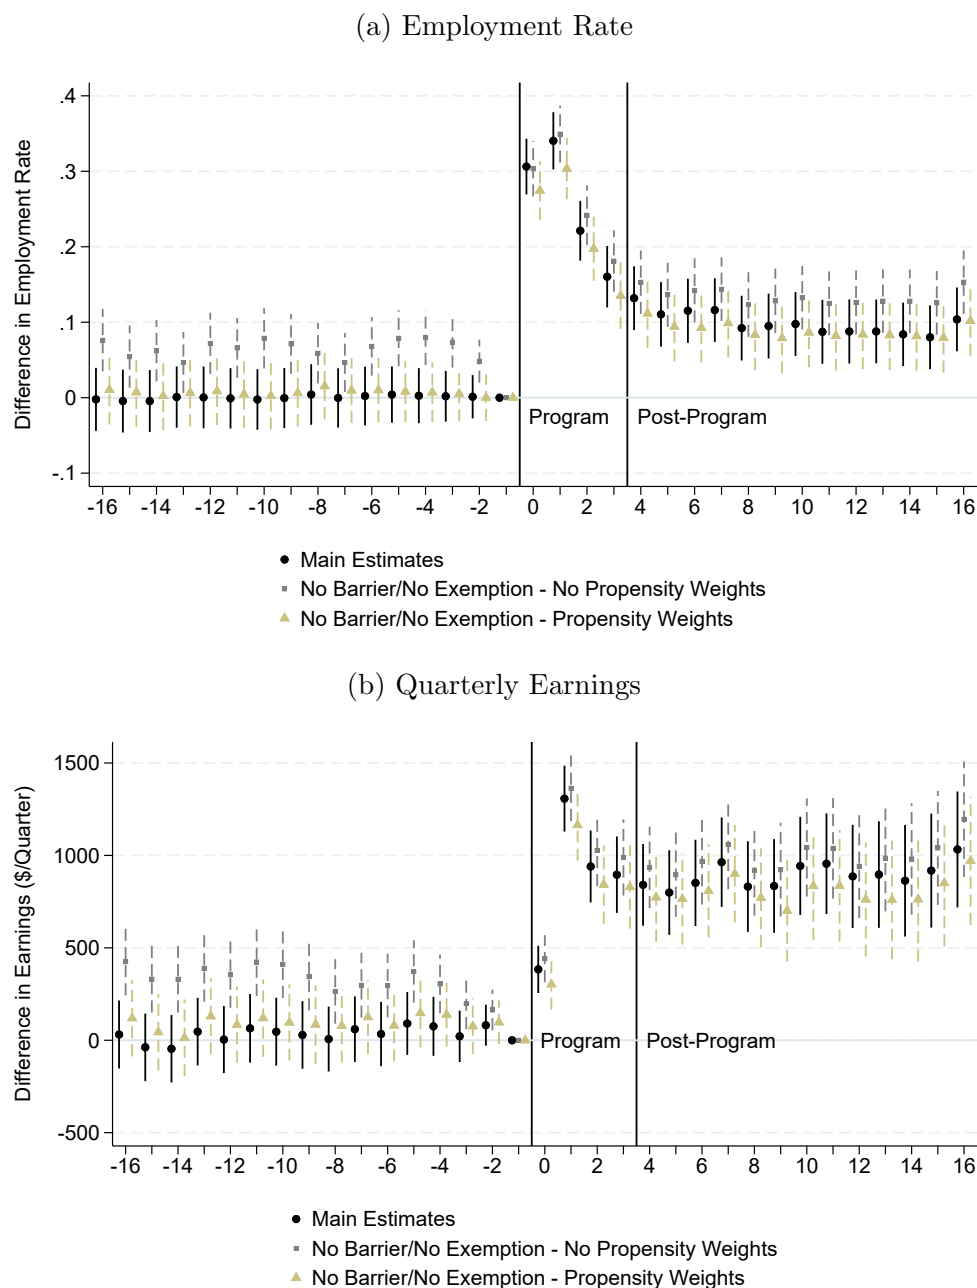 (a) Employment Rate
Difference in Employment Rate
.4
.3
.2
.1
0
-.1
Program
Post-Program
-16 -14 -12 -10 -8 -6 -4 -2 0 2 4 6 8 10 12 14 16
Main Estimates
No Barrier/No Exemption - No Propensity Weights
No Barrier/No Exemption - Propensity Weights
(b) Quarterly Earnings
Difference in Earnings ($/Quarter)
1500
1000
500
0
-500
Program
Post-Program
-16 -14 -12 -10 -8 -6 -4 -2 0 2 4 6 8 10 12 14 16
Main Estimates
No Barrier/No Exemption - No Propensity Weights
No Barrier/No Exemption - Propensity Weights